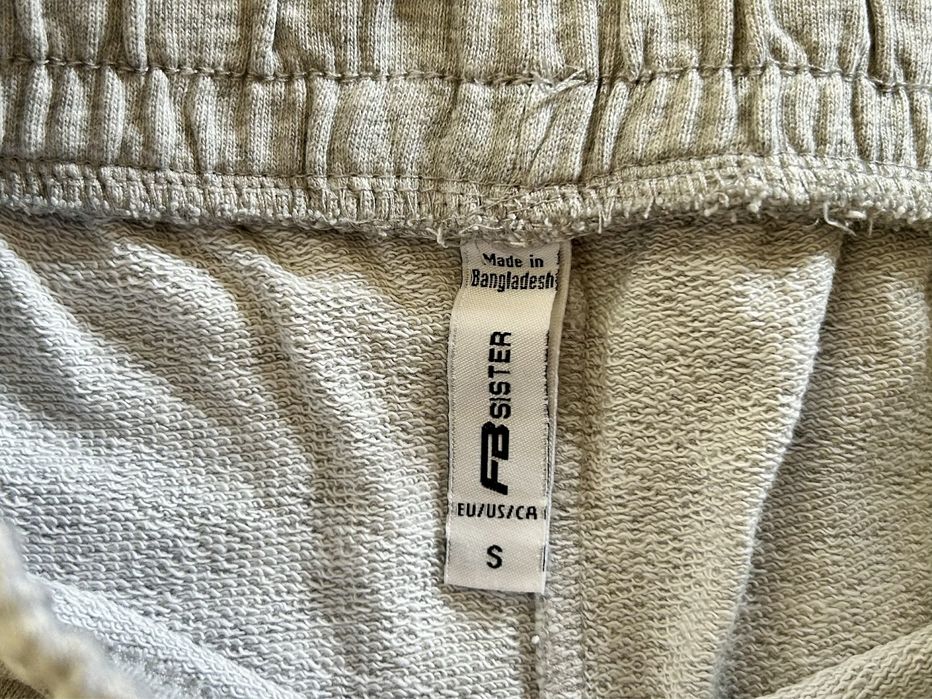 Made in
Bangladesh
FB SISTER
EU/US/CA
S